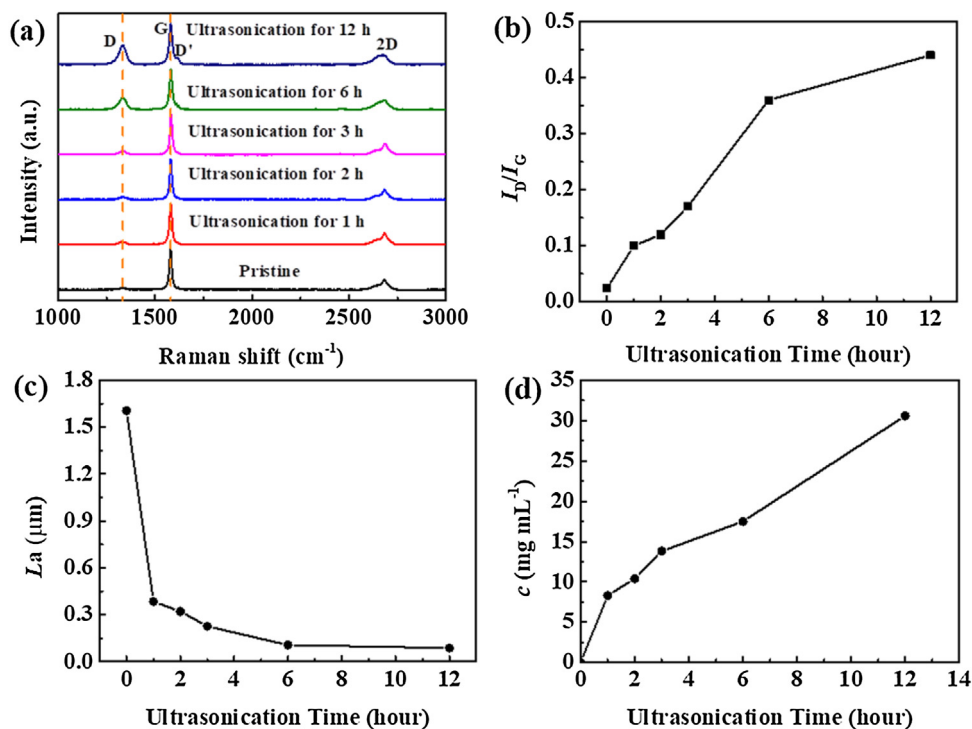 (a)
D
G
D'
2D
Ultrasonication for 12 h
Ultrasonication for 6 h
Ultrasonication for 3 h
Ultrasonication for 2 h
Ultrasonication for 1 h
Pristine
Intensity (a.u.)
1000 1500 2000 2500 3000
Raman shift (cm⁻¹)
(b)
0.5
0.4
0.3
0.2
0.1
0.0
I_D/I_G
0 2 4 6 8 10 12
Ultrasonication Time (hour)
(c)
1.8
1.5
1.2
0.9
0.6
0.3
0.0
La (μm)
0 2 4 6 8 10 12
Ultrasonication Time (hour)
(d)
35
30
25
20
15
10
5
0
c (mg mL⁻¹)
0 2 4 6 8 10 12 14
Ultrasonication Time (hour)